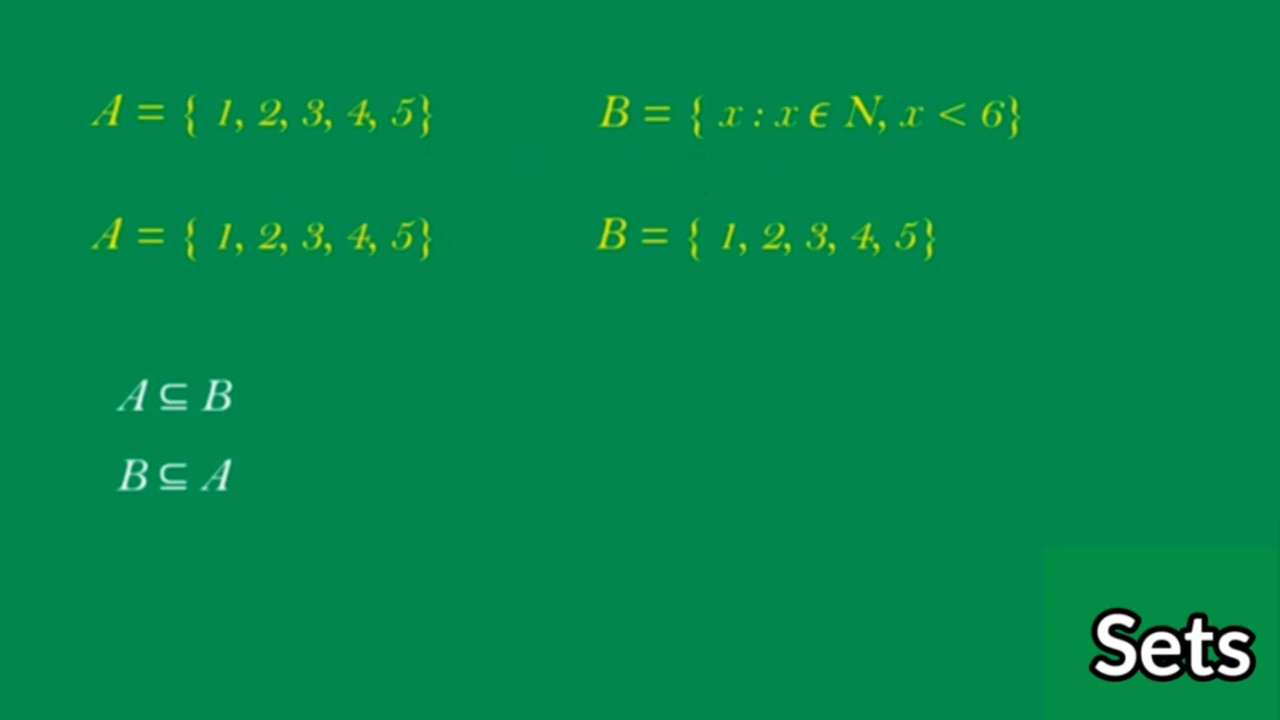 A = { 1, 2, 3, 4, 5} B = { x : x ϵ N, x < 6}
A = { 1, 2, 3, 4, 5} B = { 1, 2, 3, 4, 5}
A ⊆ B
B ⊆ A
Sets